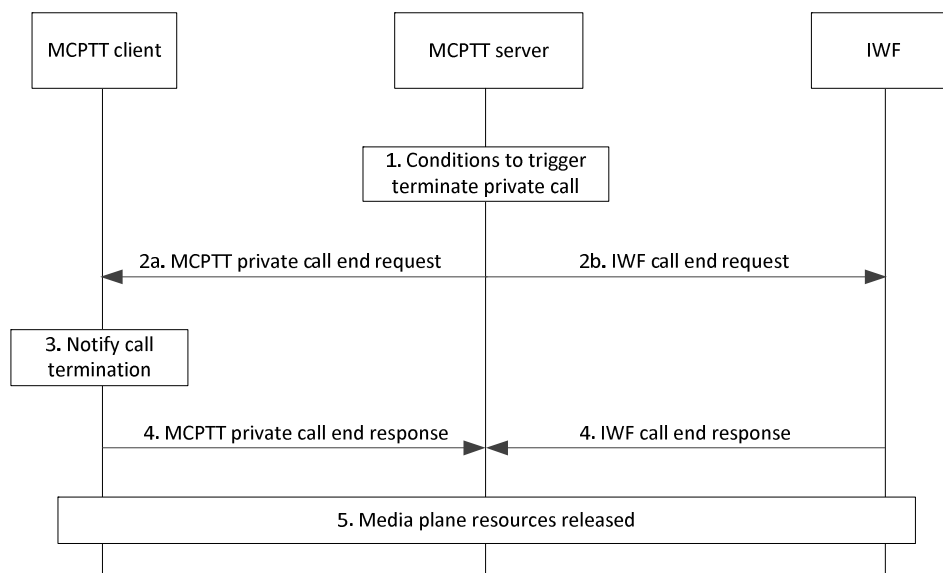 MCPTT client
MCPTT server
IWF
1. Conditions to trigger
terminate private call
2a. MCPTT private call end request
2b. IWF call end request
3. Notify call
termination
4. MCPTT private call end response
4. IWF call end response
5. Media plane resources released